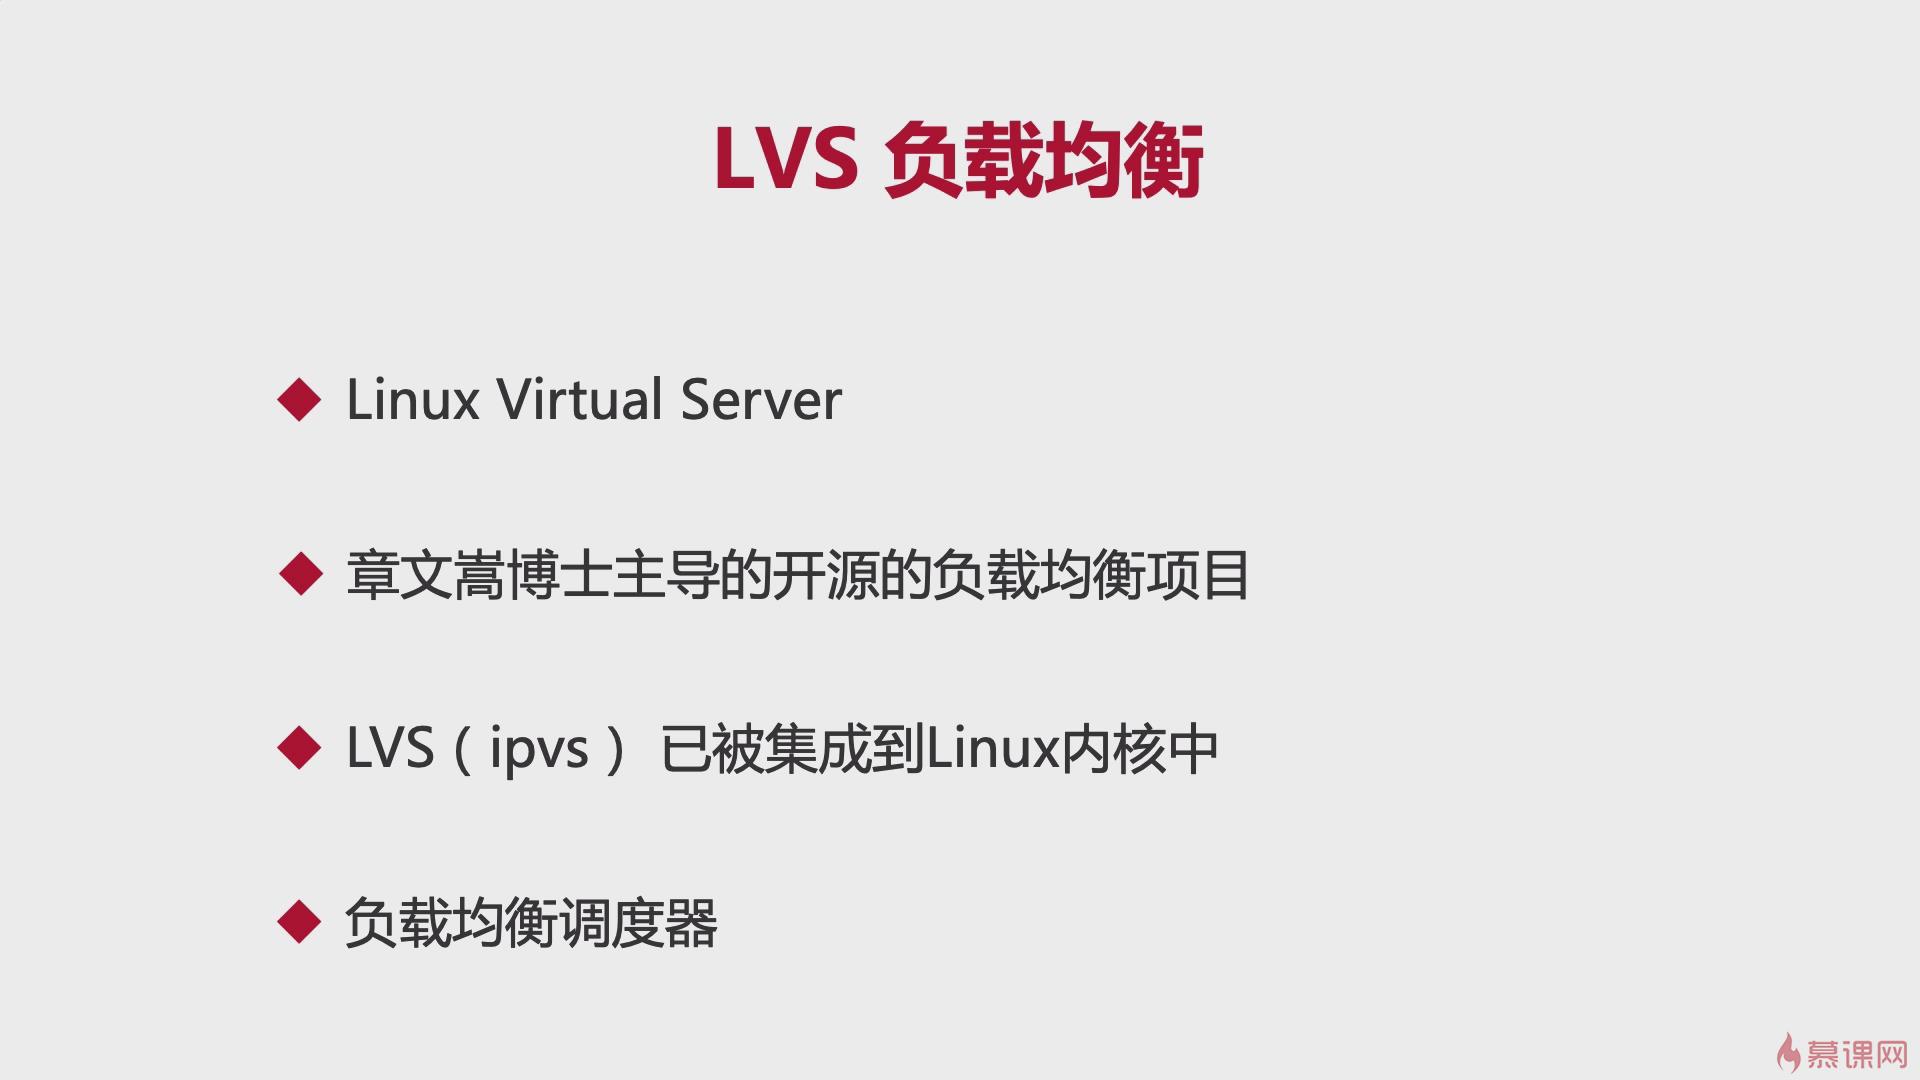 LVS 负载均衡
Linux Virtual Server
章文嵩博士主导的开源的负载均衡项目
LVS（ipvs） 已被集成到Linux内核中
负载均衡调度器
慕课网